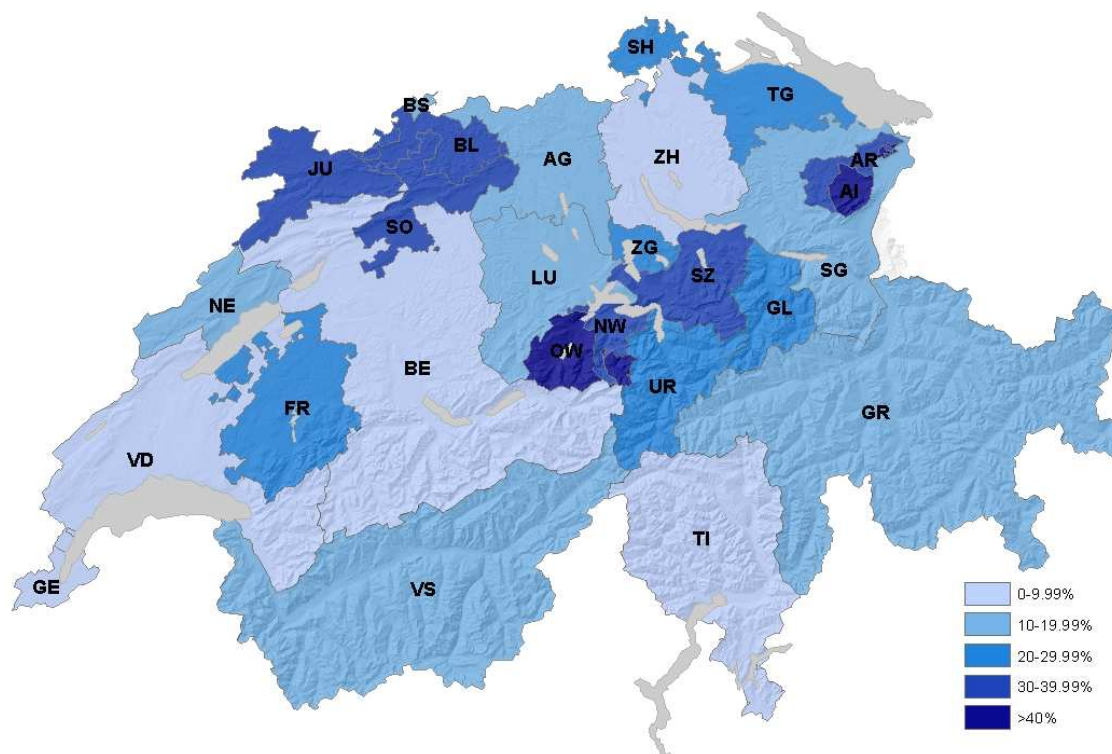 SH
TG
BS
BL
AG
ZH
AR
JU
AI
SO
ZG
SZ
SG
LU
NE
GL
NW
OW
BE
UR
GR
FR
VD
TI
GE
VS
0-9.99%
10-19.99%
20-29.99%
30-39.99%
>40%